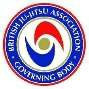 BRITISH JU-JITSU ASSOCIATION
GOVERNING BODY